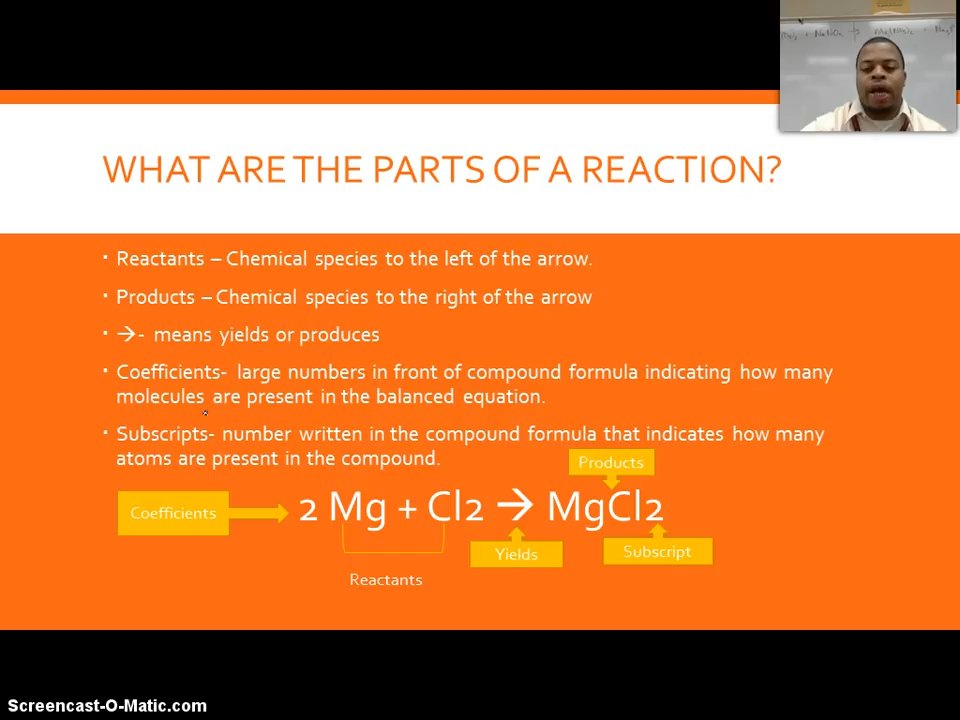 WHAT ARE THE PARTS OF A REACTION?
▪ Reactants – Chemical species to the left of the arrow.
▪ Products – Chemical species to the right of the arrow
▪ →- means yields or produces
▪ Coefficients- large numbers in front of compound formula indicating how many
molecules are present in the balanced equation.
▪ Subscripts- number written in the compound formula that indicates how many
atoms are present in the compound.
Products
Coefficients
2 Mg + Cl2 → MgCl2
Yields
Subscript
Reactants
Screencast-O-Matic.com